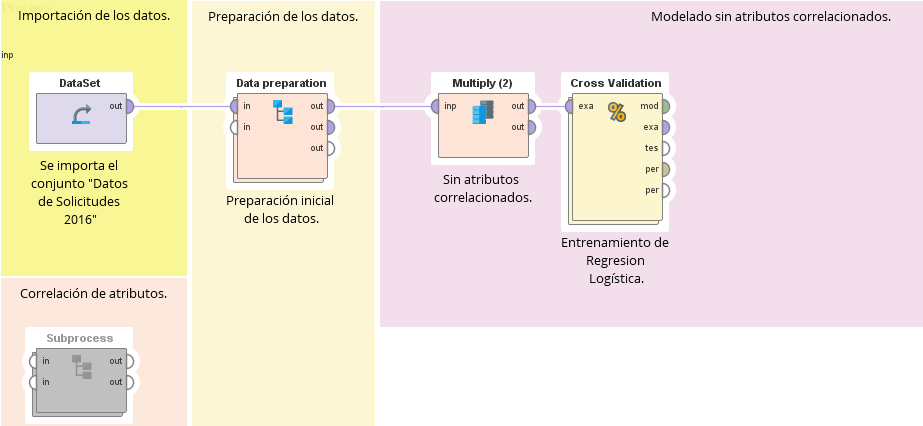 Process
Importación de los datos.
Preparación de los datos.
Modelado sin atributos correlacionados.
inp
DataSet
out
Se importa el
conjunto "Datos
de Solicitudes
2016"
Data preparation
in out
in out
out
Preparación inicial
de los datos.
Multiply (2)
inp out
out
Sin atributos
correlacionados.
Cross Validation
exa mod
exa
tes
per
per
Entrenamiento de
Regresion
Logística.
Correlación de atributos.
Subprocess
in out
in out